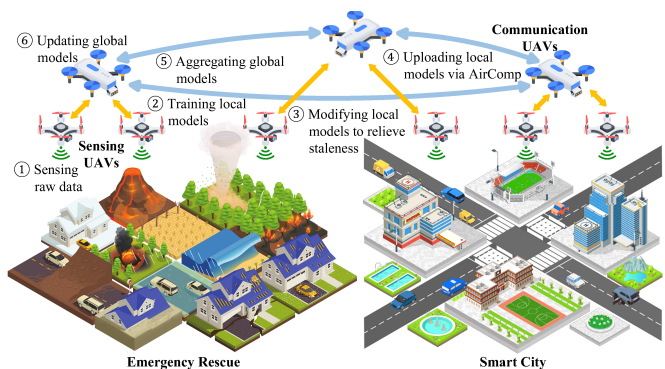 Communication
UAVs
⑥ Updating global
models
⑤ Aggregating global
models
④ Uploading local
models via AirComp
② Training local
models
③ Modifying local
models to relieve
staleness
Sensing
UAVs
① Sensing
raw data
Emergency Rescue
Smart City